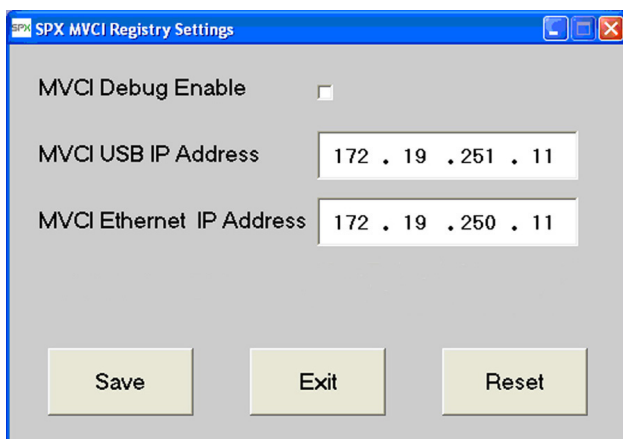 SPX SPX MVCI Registry Settings
MVCI Debug Enable
MVCI USB IP Address 172 . 19 . 251 . 11
MVCI Ethernet IP Address 172 . 19 . 250 . 11
Save Exit Reset